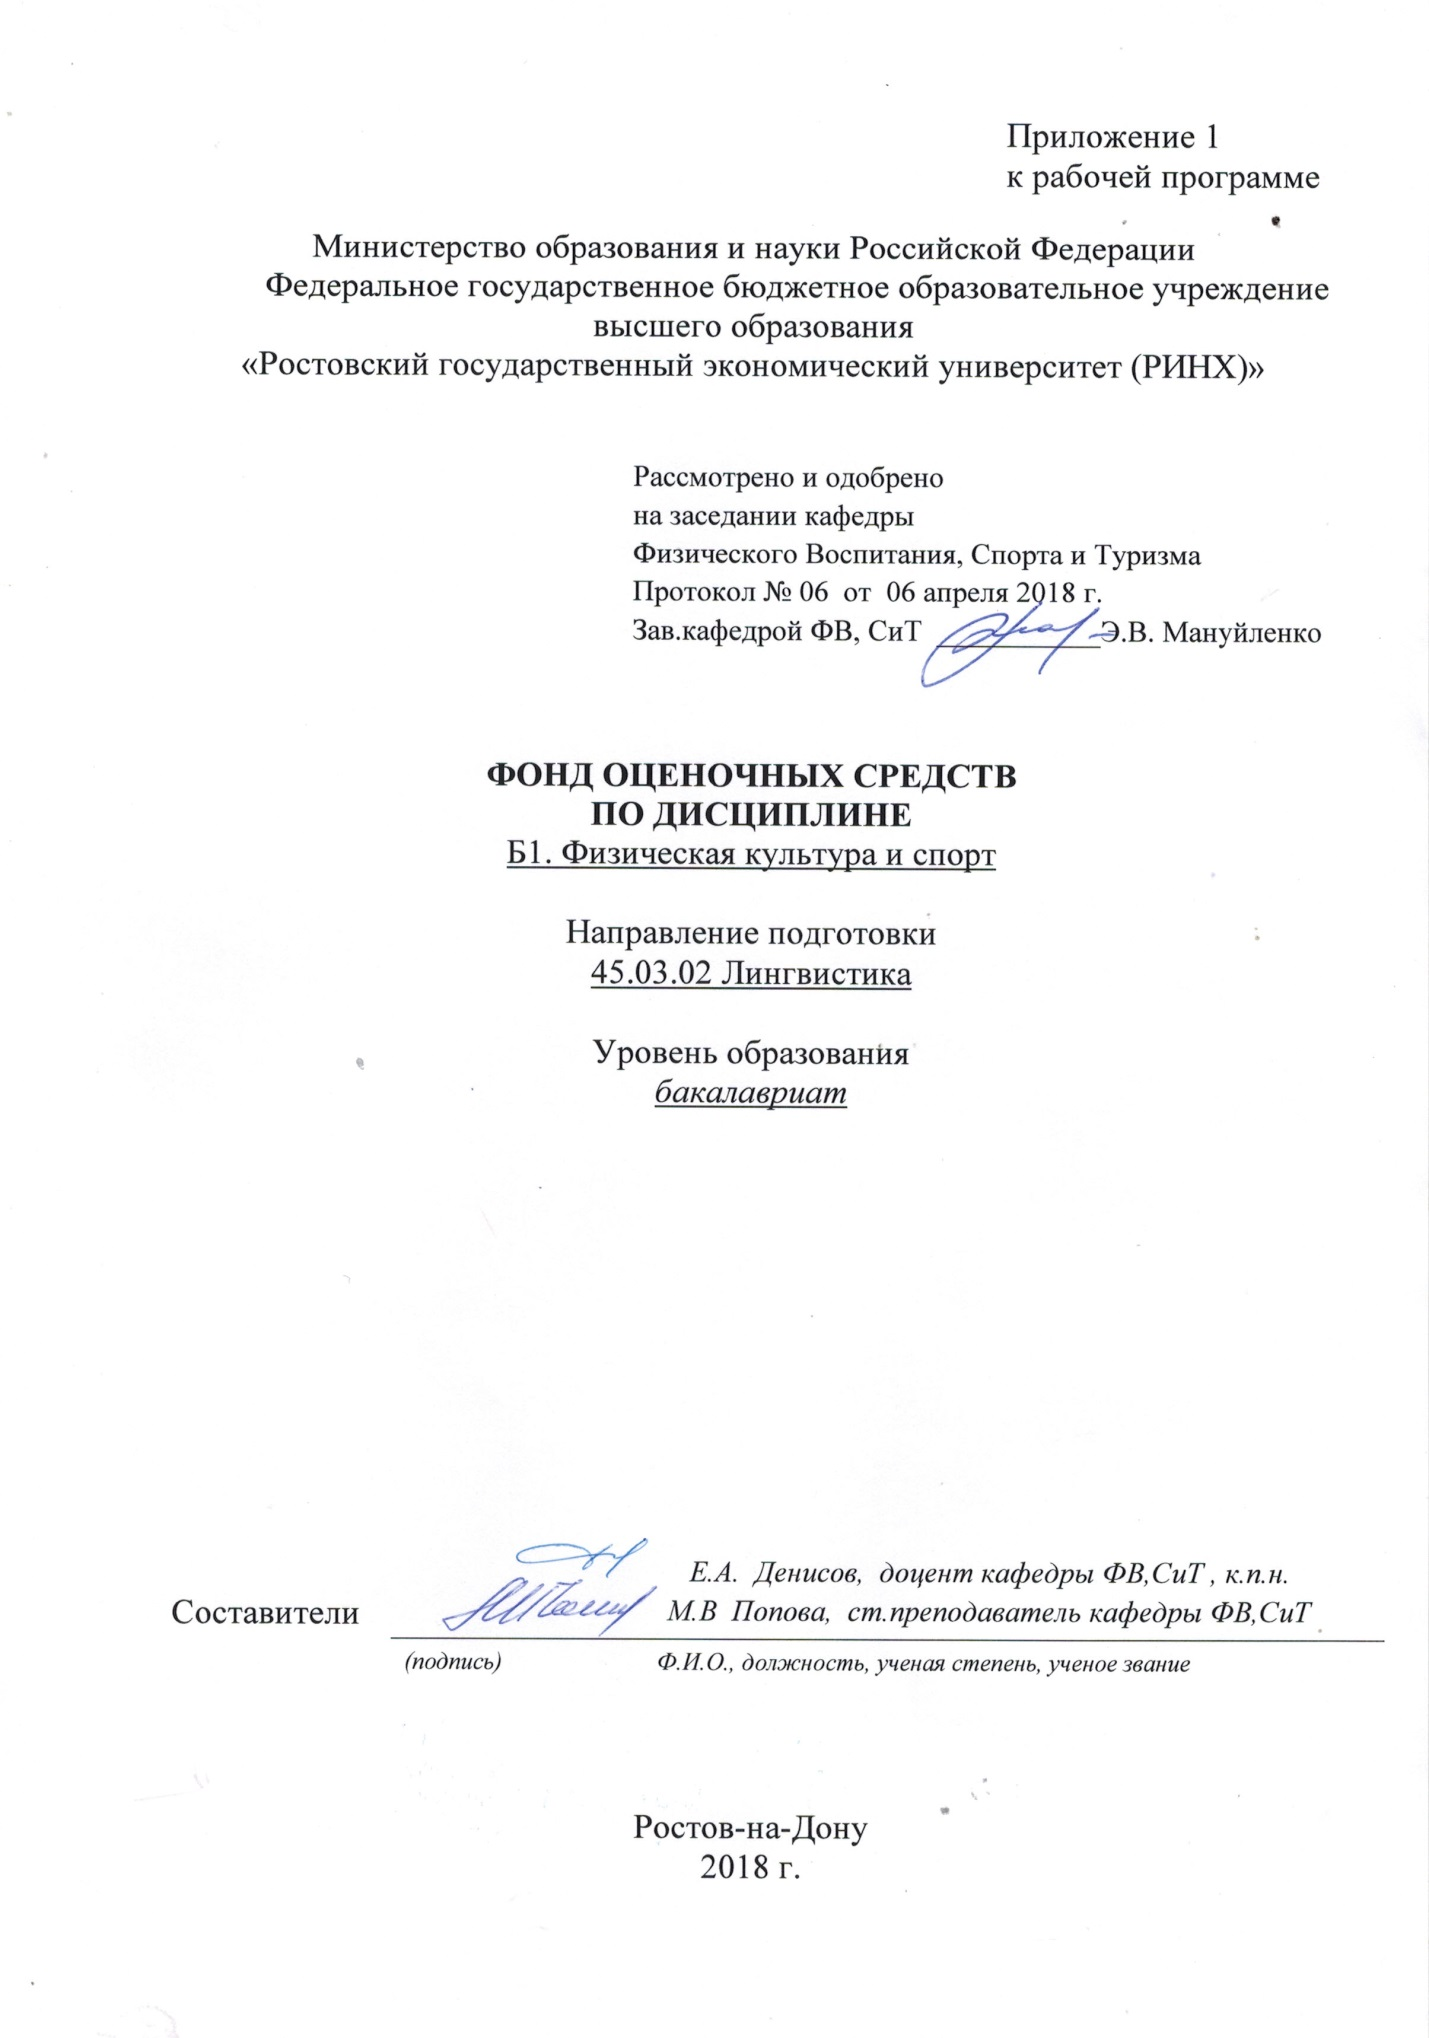 Приложение 1
к рабочей программе
Министерство образования и науки Российской Федерации
Федеральное государственное бюджетное образовательное учреждение
высшего образования
«Ростовский государственный экономический университет (РИНХ)»
Рассмотрено и одобрено
на заседании кафедры
Физического Воспитания, Спорта и Туризма
Протокол № 06 от 06 апреля 2018 г.
Зав.кафедрой ФВ, СиТ ___________Э.В. Мануйленко
ФОНД ОЦЕНОЧНЫХ СРЕДСТВ
ПО ДИСЦИПЛИНЕ
Б1. Физическая культура и спорт
Направление подготовки
45.03.02 Лингвистика
Уровень образования
бакалавриат
Е.А. Денисов, доцент кафедры ФВ,СиТ , к.п.н.
Составители М.В Попова, ст.преподаватель кафедры ФВ,СиТ
(подпись) Ф.И.О., должность, ученая степень, ученое звание
Ростов-на-Дону
2018 г.